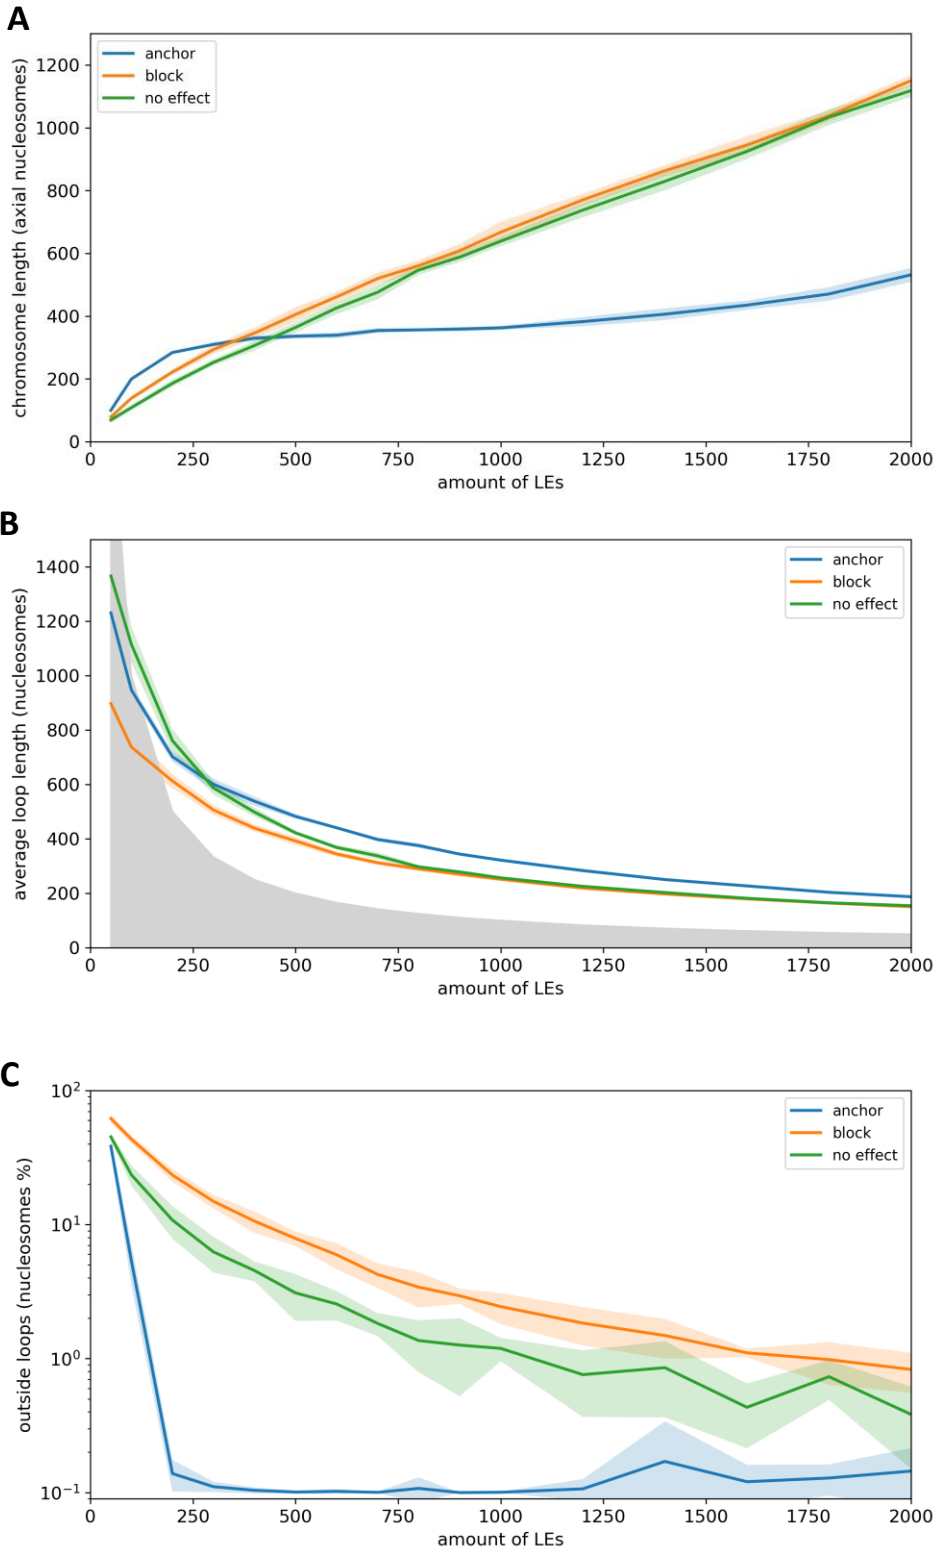 A
chromosome length (axial nucleosomes)
1200
1000
800
600
400
200
0
anchor
block
no effect
0 250 500 750 1000 1250 1500 1750 2000
amount of LEs
B
average loop length (nucleosomes)
1400
1200
1000
800
600
400
200
0
anchor
block
no effect
0 250 500 750 1000 1250 1500 1750 2000
amount of LEs
C
outside loops (nucleosomes %)
10²
10¹
10⁰
10⁻¹
anchor
block
no effect
0 250 500 750 1000 1250 1500 1750 2000
amount of LEs